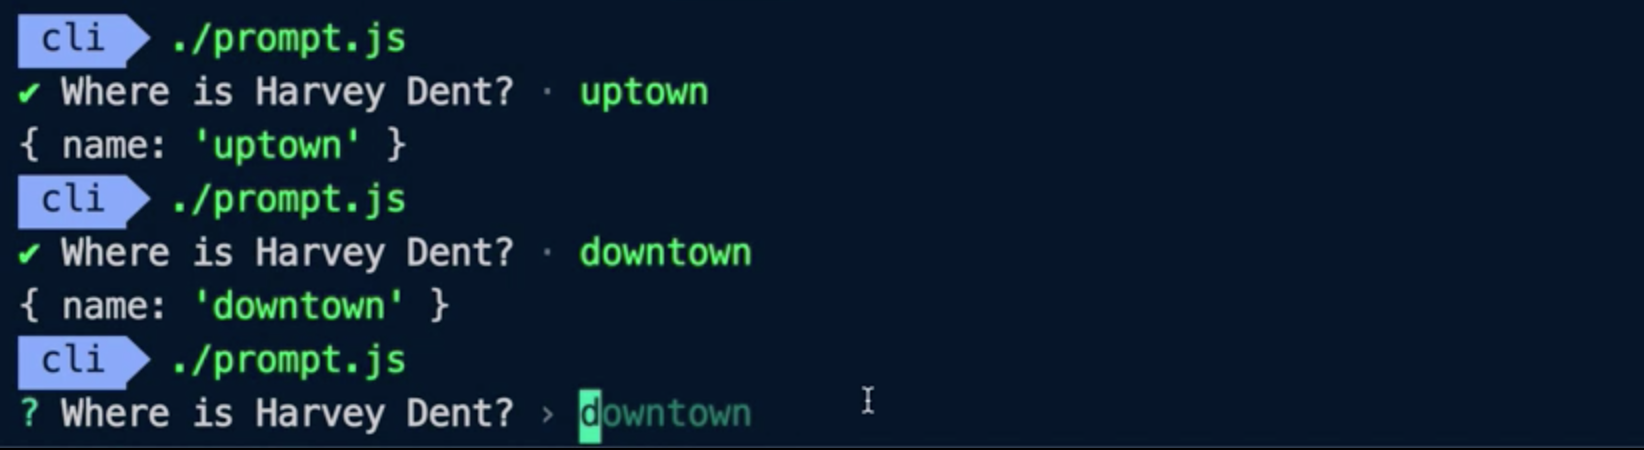 cli ./prompt.js
✔ Where is Harvey Dent? · uptown
{ name: 'uptown' }
cli ./prompt.js
✔ Where is Harvey Dent? · downtown
{ name: 'downtown' }
cli ./prompt.js
? Where is Harvey Dent? › downtown